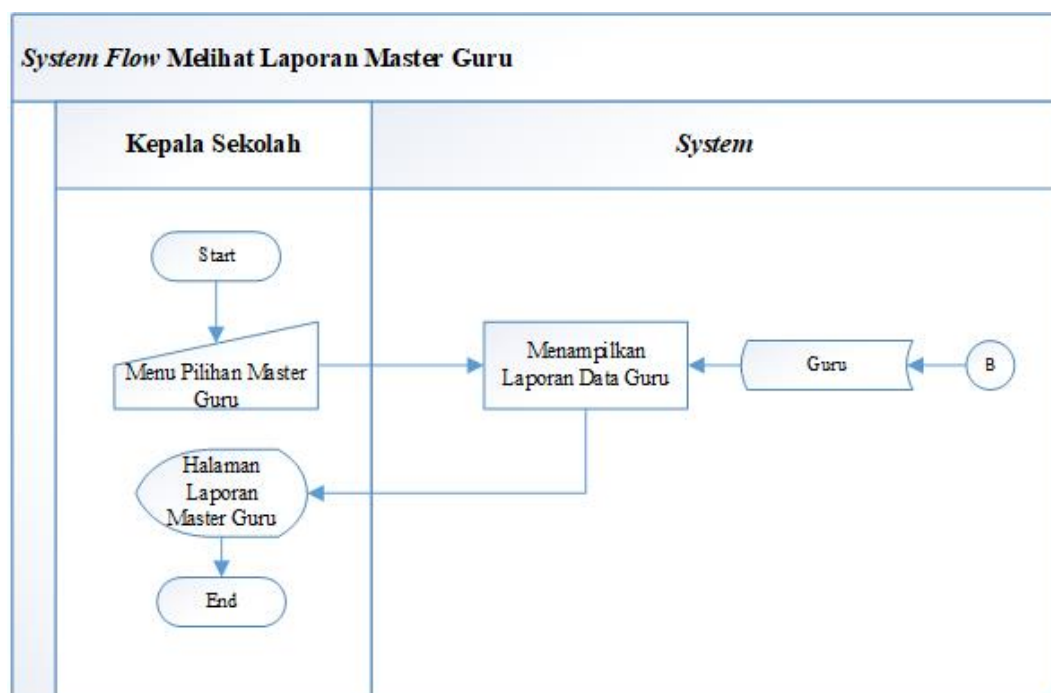 System Flow Melihat Laporan Master Guru
Kepala Sekolah
System
Start
Menu Pilihan Master
Guru
Menampilkan
Laporan Data Guru
Guru
B
Halaman
Laporan
Master Guru
End